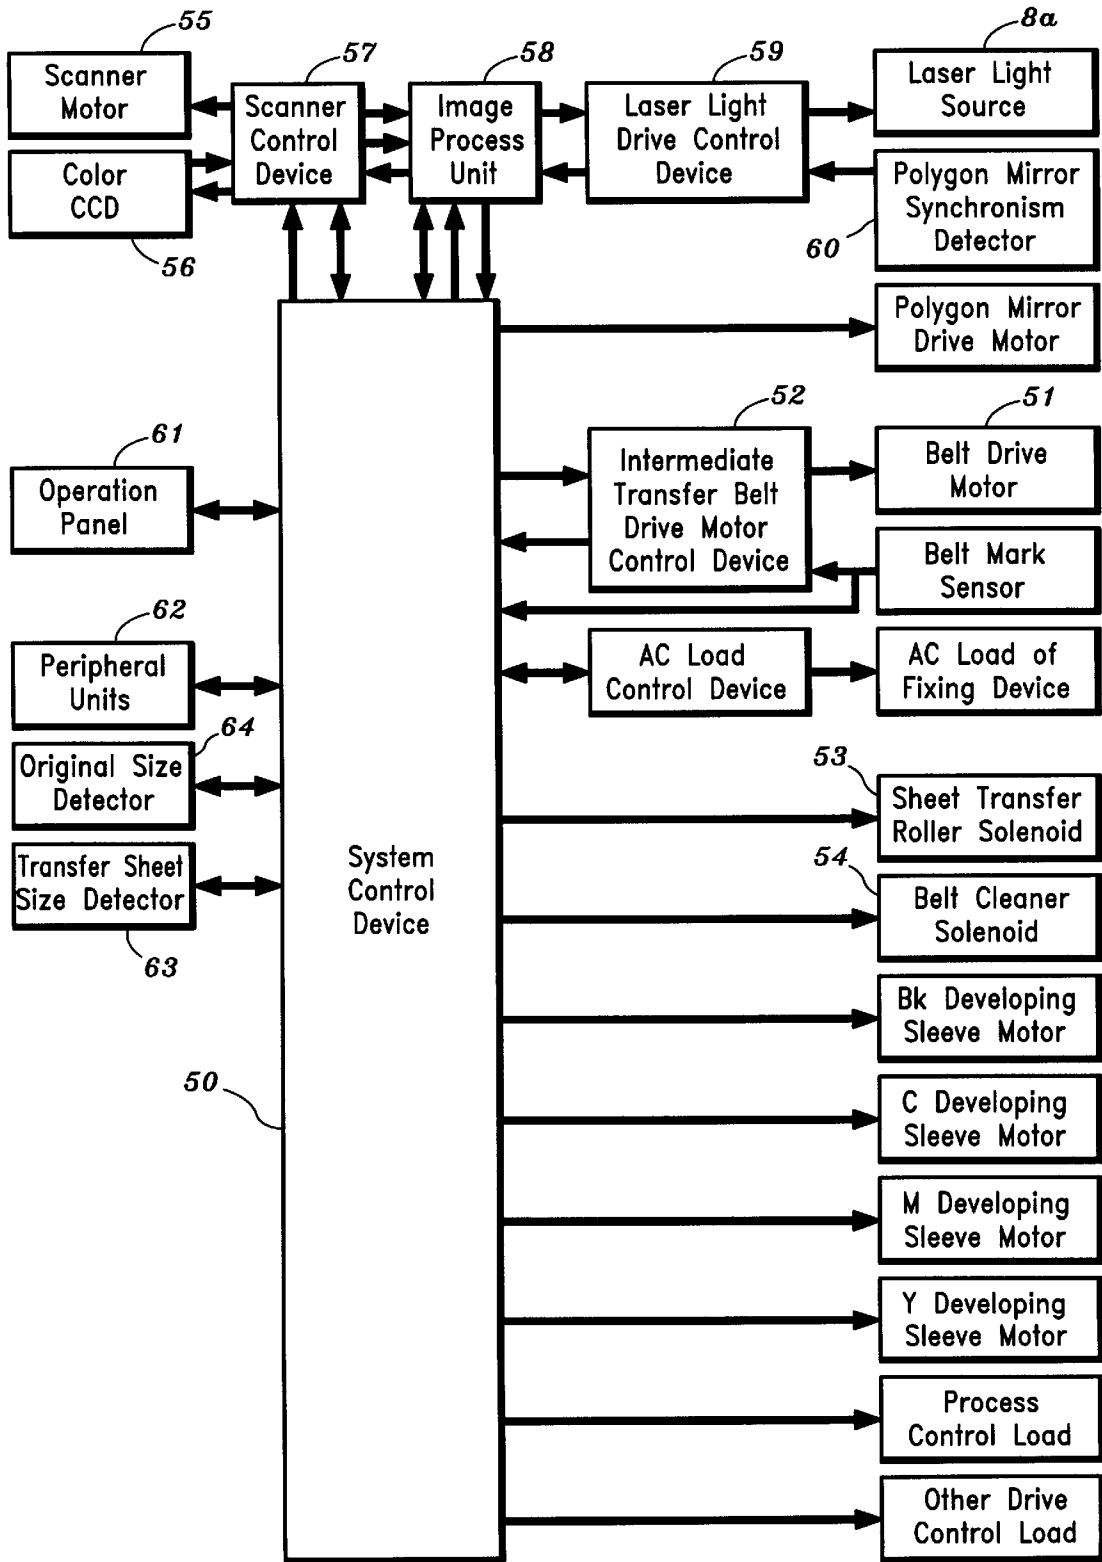 55
Scanner
Motor
57
Scanner
Control
Device
58
Image
Process
Unit
59
Laser Light
Drive Control
Device
8a
Laser Light
Source
Color
CCD
56
Polygon Mirror
Synchronism
Detector
60
Polygon Mirror
Drive Motor
61
Operation
Panel
52
Intermediate
Transfer Belt
Drive Motor
Control Device
51
Belt Drive
Motor
Belt Mark
Sensor
62
Peripheral
Units
AC Load
Control Device
AC Load of
Fixing Device
64
Original Size
Detector
53
Sheet Transfer
Roller Solenoid
Transfer Sheet
Size Detector
63
System
Control
Device
50
54
Belt Cleaner
Solenoid
Bk Developing
Sleeve Motor
C Developing
Sleeve Motor
M Developing
Sleeve Motor
Y Developing
Sleeve Motor
Process
Control Load
Other Drive
Control Load